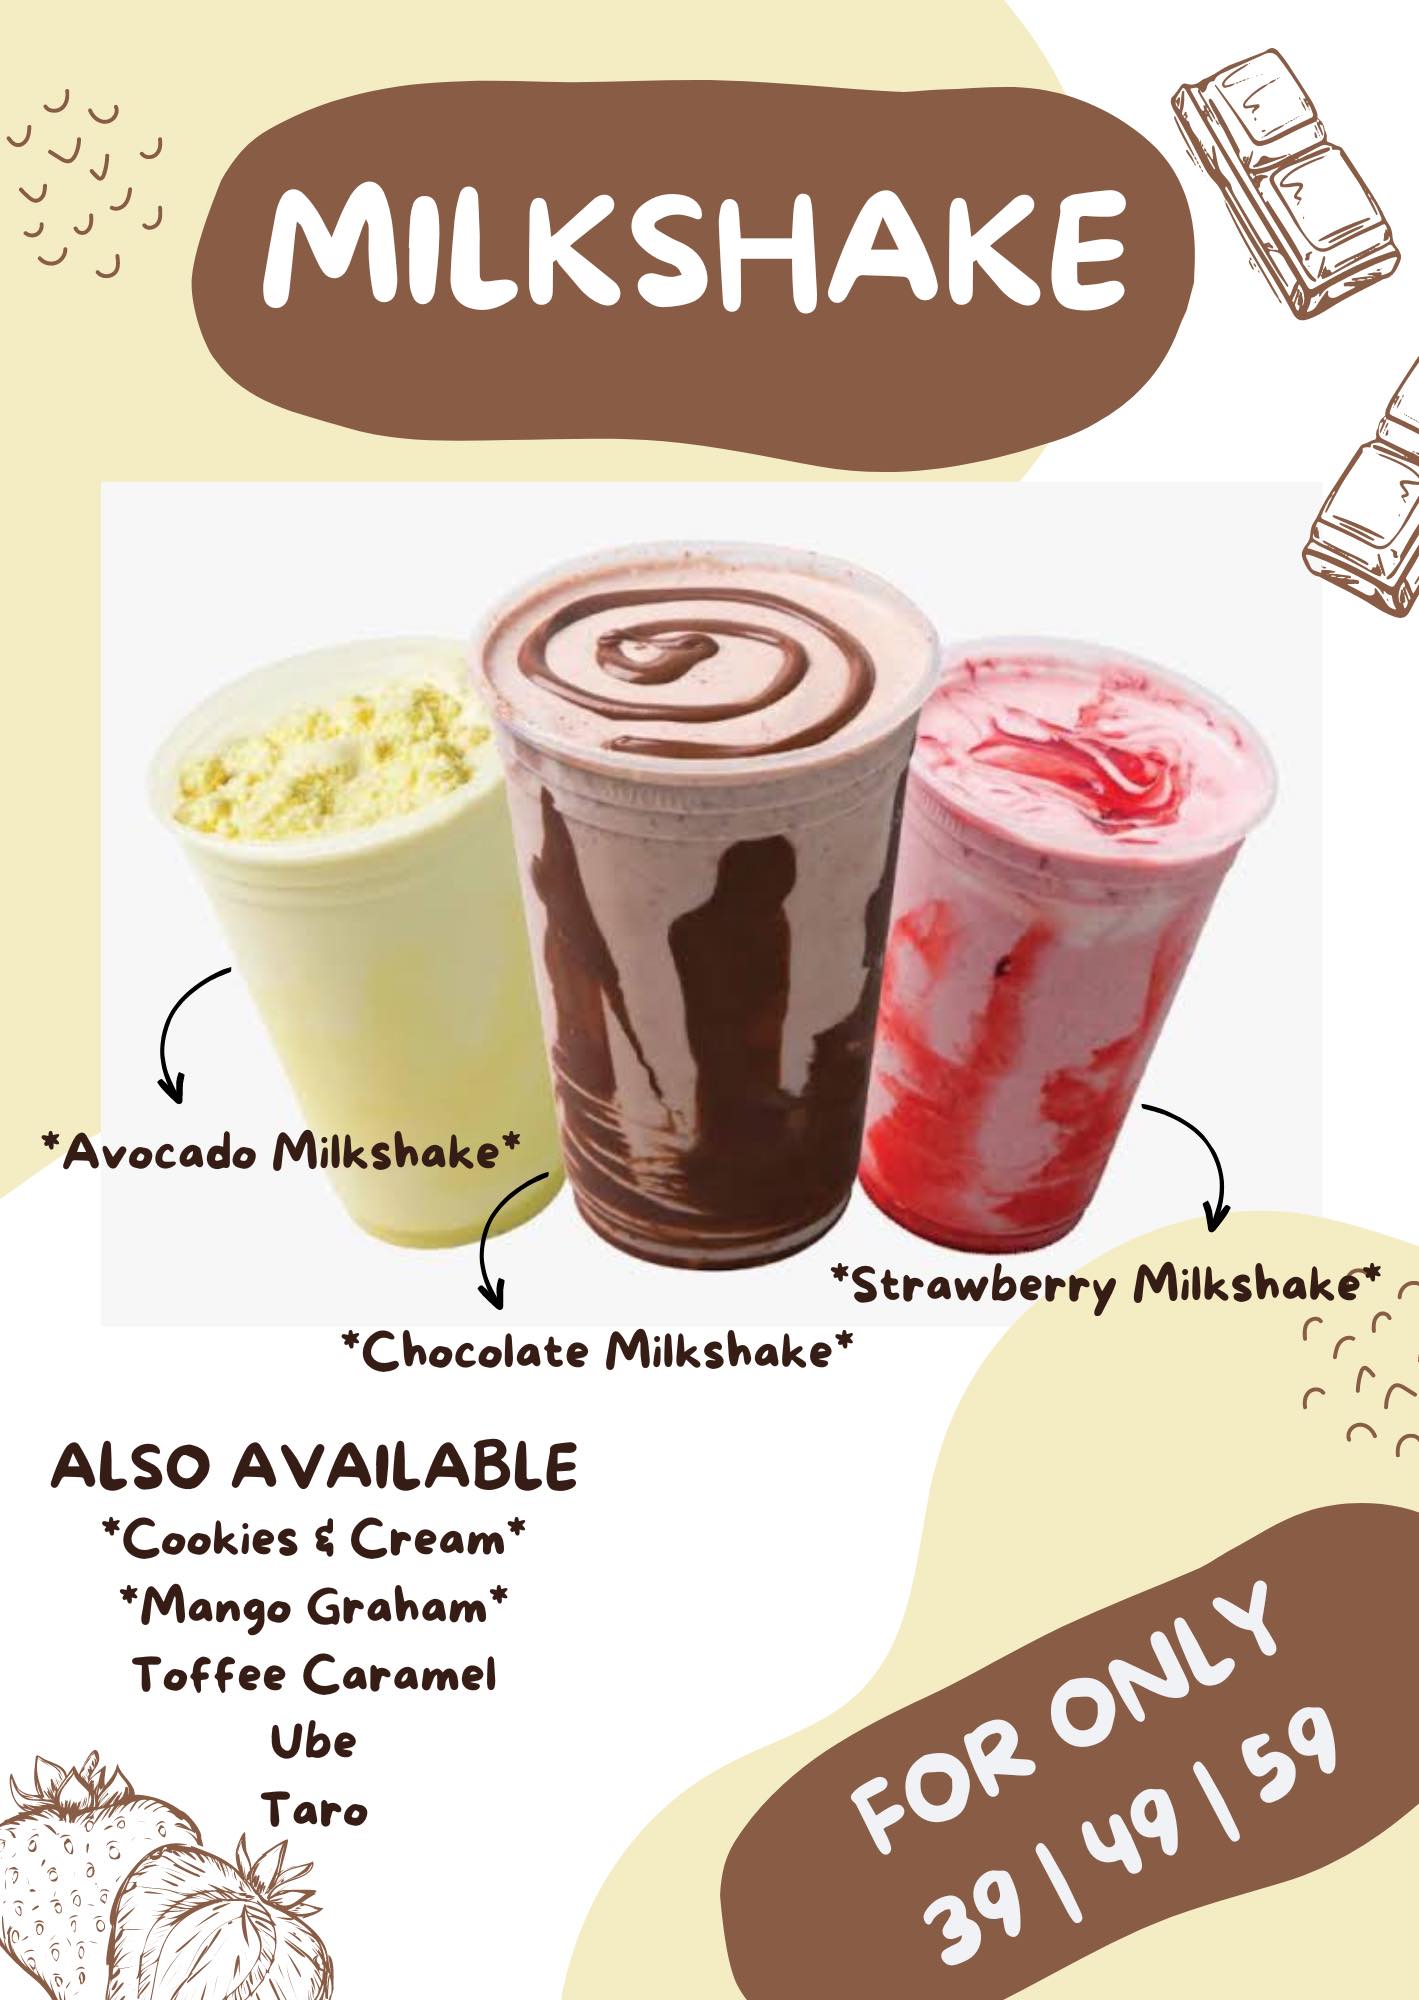 MILKSHAKE
*Avocado Milkshake*
*Strawberry Milkshake*
*Chocolate Milkshake*
ALSO AVAILABLE
*Cookies & Cream*
*Mango Graham*
Toffee Caramel
Ube
Taro
FOR ONLY
39 | 49 | 59